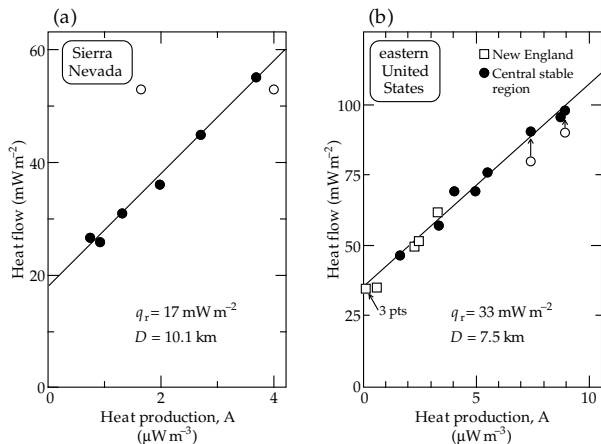 (a)
Sierra
Nevada
60
40
20
0
Heat flow (mW m–2)
qr = 17 mW m–2
D = 10.1 km
0
2
4
Heat production, A
(μW m–3)
(b)
eastern
United
States
New England
Central stable
region
100
75
50
25
0
Heat flow (mW m–2)
3 pts
qr = 33 mW m–2
D = 7.5 km
0
5
10
Heat production, A
(μW m–3)